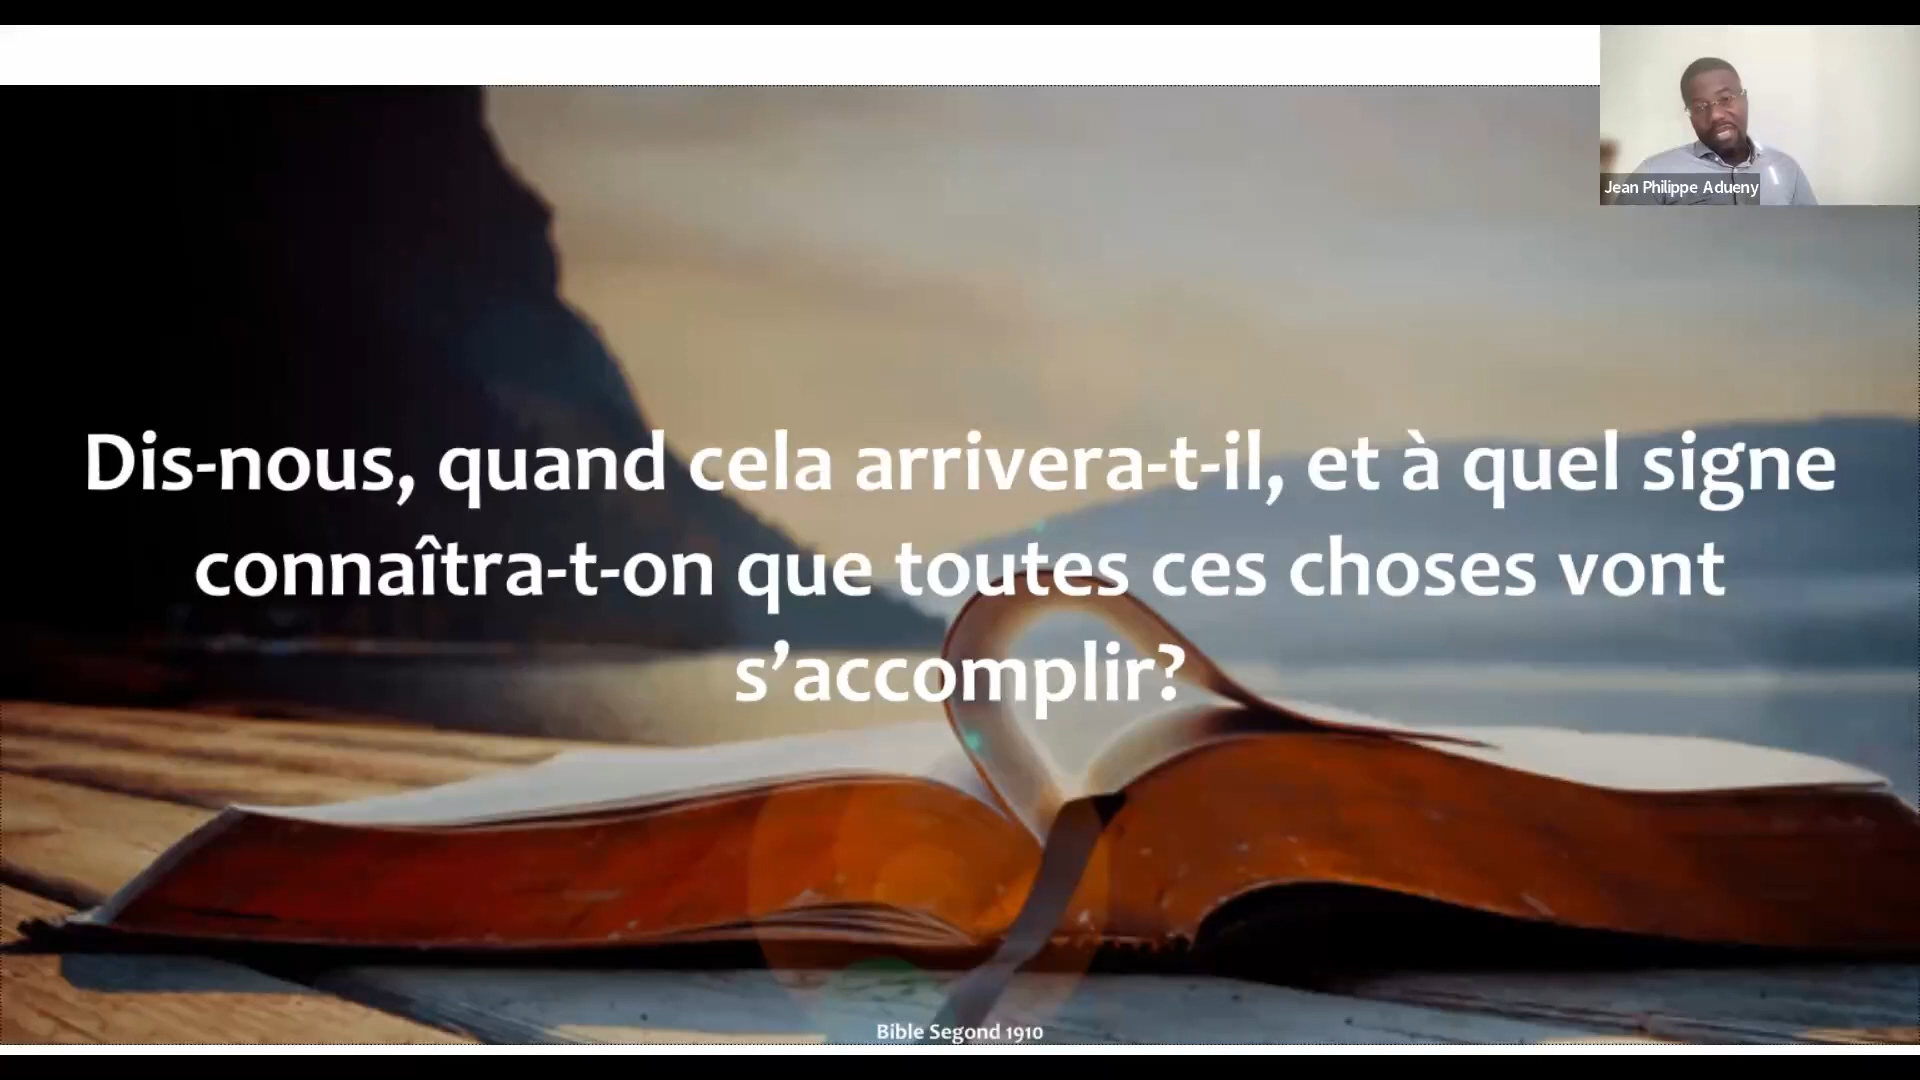 Jean Philippe Adueny
Dis-nous, quand cela arrivera-t-il, et à quel signe
connaîtra-t-on que toutes ces choses vont
s’accomplir?
Bible Segond 1910